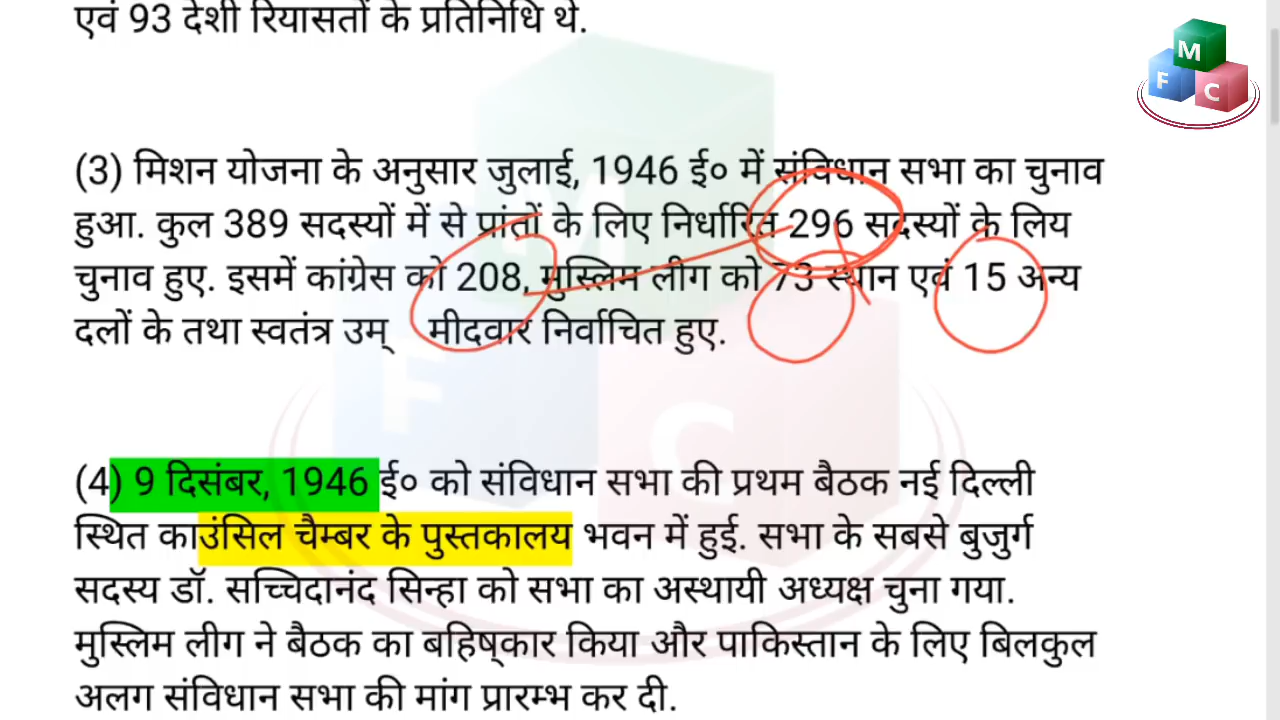 एवं 93 देशी रियासतों के प्रतिनिधि थे.
M
F
C
(3) मिशन योजना के अनुसार जुलाई, 1946 ई० में संविधान सभा का चुनाव
हुआ. कुल 389 सदस्यों में से प्रांतों के लिए निर्धारित 296 सदस्यों के लिय
चुनाव हुए. इसमें कांग्रेस को 208, मुस्लिम लीग को 73 स्थान एवं 15 अन्य
दलों के तथा स्वतंत्र उम् मीदवार निर्वाचित हुए.
(4) 9 दिसंबर, 1946 ई० को संविधान सभा की प्रथम बैठक नई दिल्ली
स्थित काउंसिल चैम्बर के पुस्तकालय भवन में हुई. सभा के सबसे बुजुर्ग
सदस्य डॉ. सच्चिदानंद सिन्हा को सभा का अस्थायी अध्यक्ष चुना गया.
मुस्लिम लीग ने बैठक का बहिष्कार किया और पाकिस्तान के लिए बिलकुल
अलग संविधान सभा की मांग प्रारम्भ कर दी.